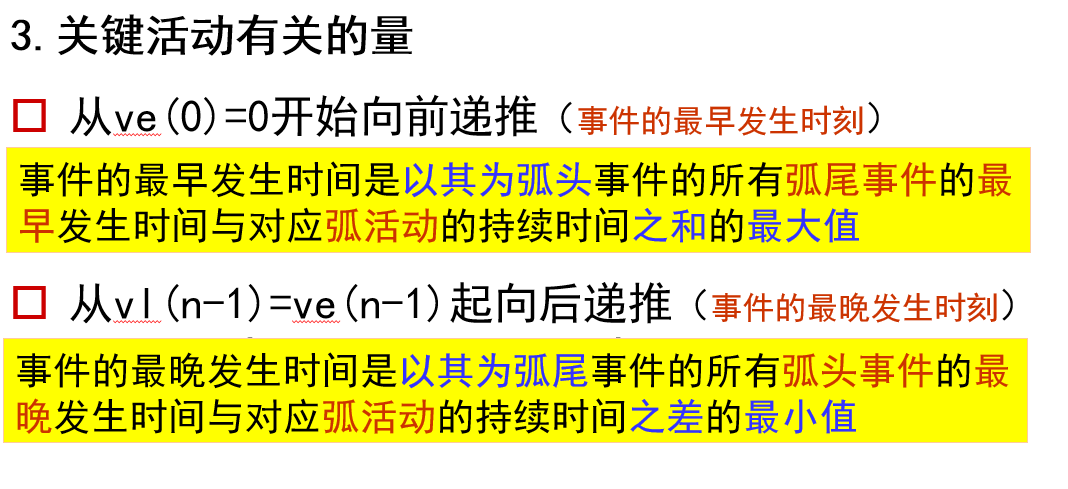 3.关键活动有关的量
从ve(0)=0开始向前递推（事件的最早发生时刻）
事件的最早发生时间是以其为弧头事件的所有弧尾事件的最
早发生时间与对应弧活动的持续时间之和的最大值
从vl(n-1)=ve(n-1)起向后递推（事件的最晚发生时刻）
事件的最晚发生时间是以其为弧尾事件的所有弧头事件的最
晚发生时间与对应弧活动的持续时间之差的最小值